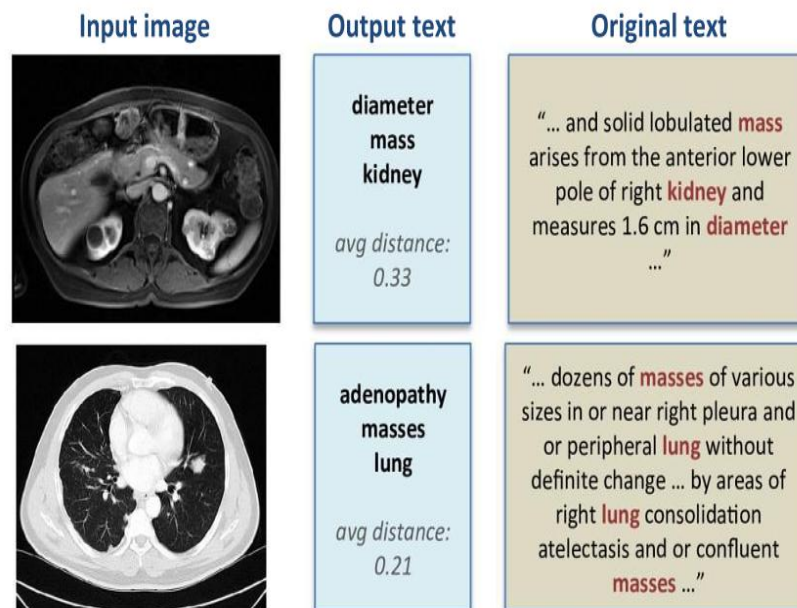 Input image
Output text
Original text
diameter
mass
kidney
avg distance:
0.33
“... and solid lobulated mass
arises from the anterior lower
pole of right kidney and
measures 1.6 cm in diameter
...”
adenopathy
masses
lung
avg distance:
0.21
“... dozens of masses of various
sizes in or near right pleura and
or peripheral lung without
definite change ... by areas of
right lung consolidation
atelectasis and or confluent
masses ...”